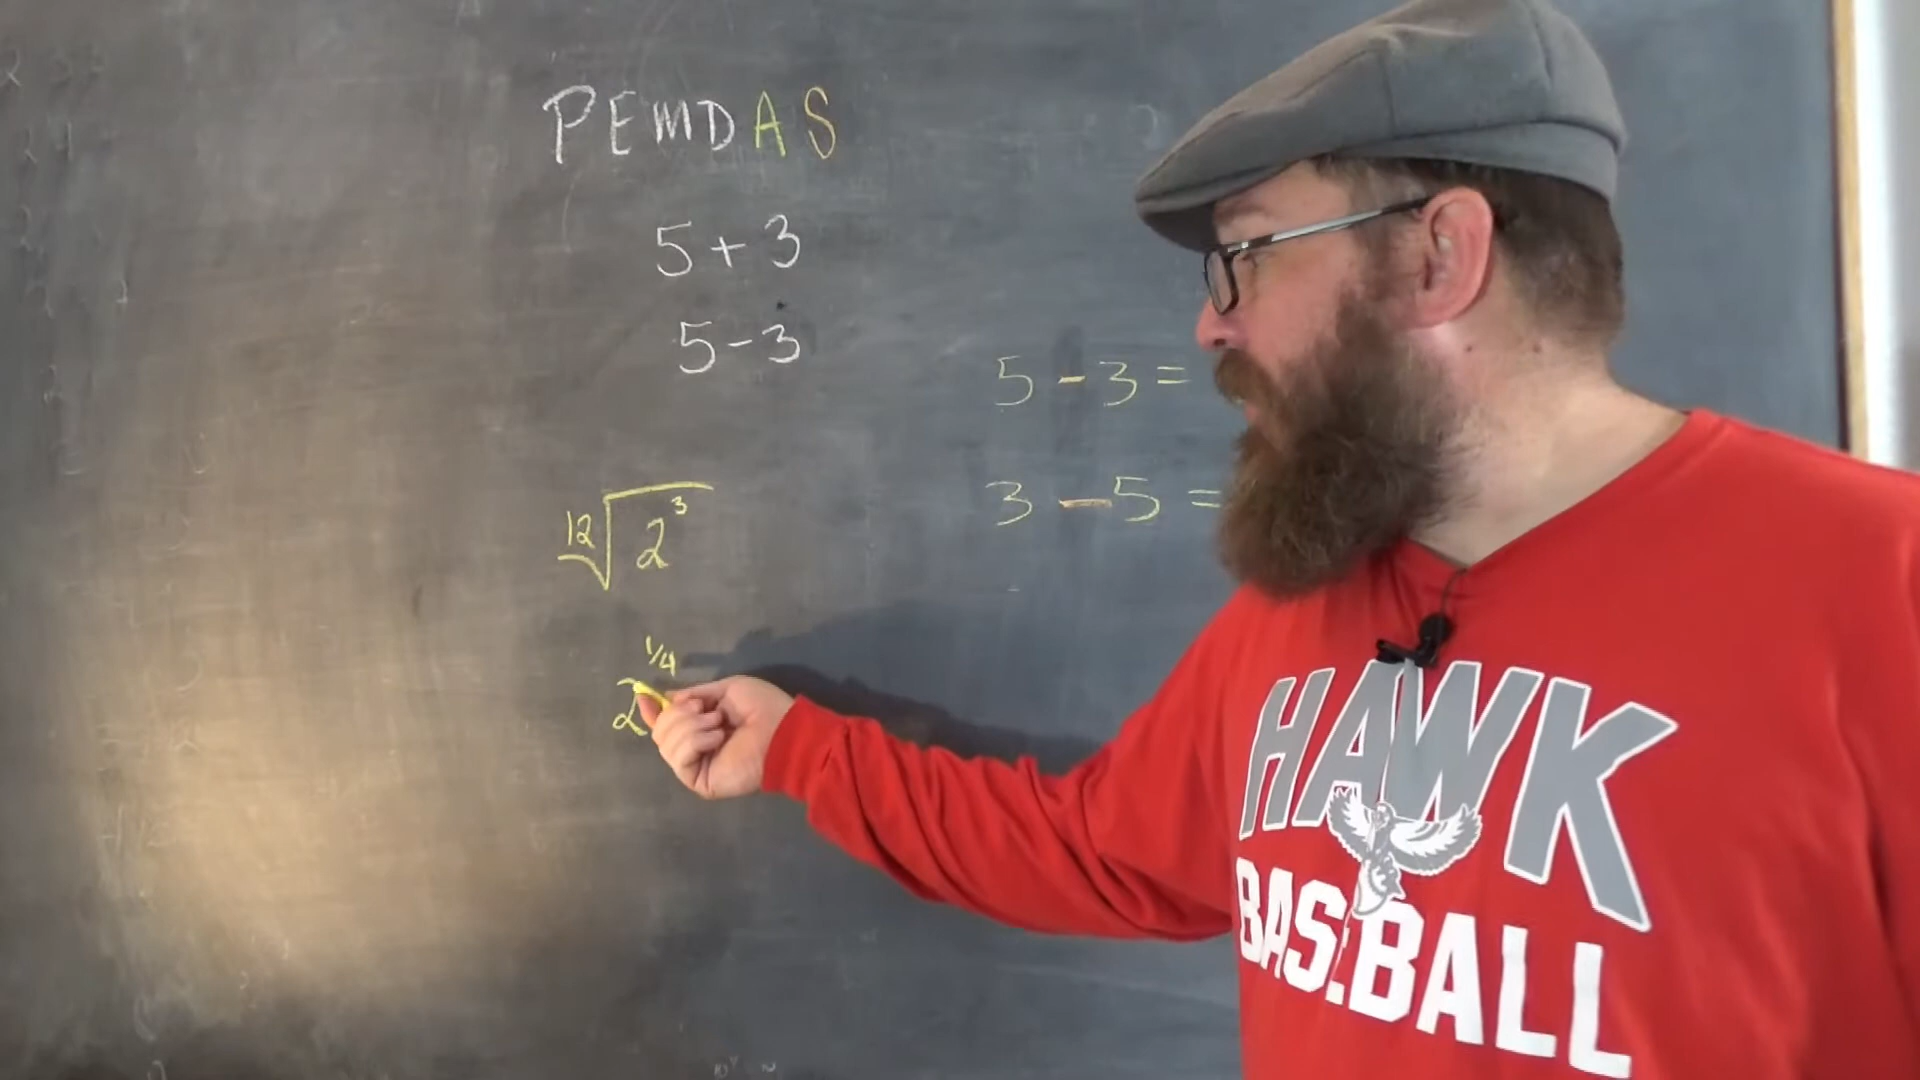 PEMDAS
5+3
5-3
5-3=
3-5=
12√2³
2^1/4
HAWK
BASEBALL